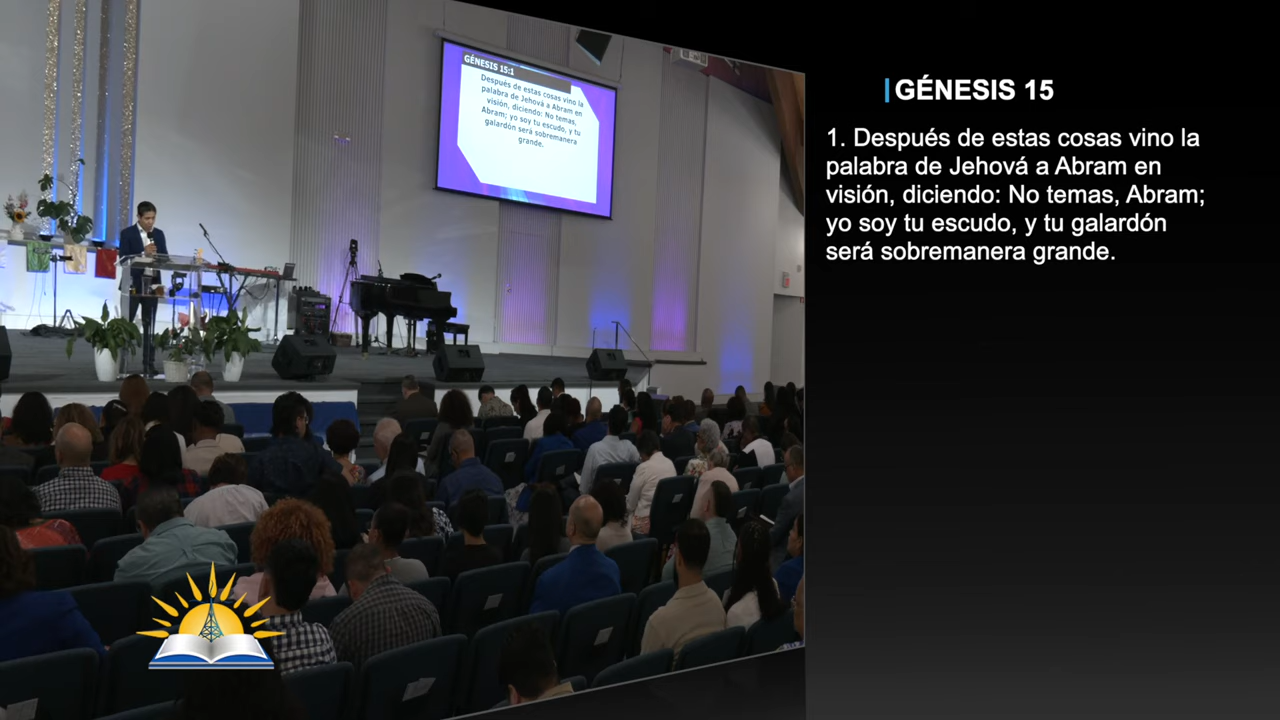 GÉNESIS 15:1
Después de estas cosas vino la
palabra de Jehová a Abram en
visión, diciendo: No temas,
Abram; yo soy tu escudo, y tu
galardón será sobremanera
grande.
GÉNESIS 15
1. Después de estas cosas vino la
palabra de Jehová a Abram en
visión, diciendo: No temas, Abram;
yo soy tu escudo, y tu galardón
será sobremanera grande.